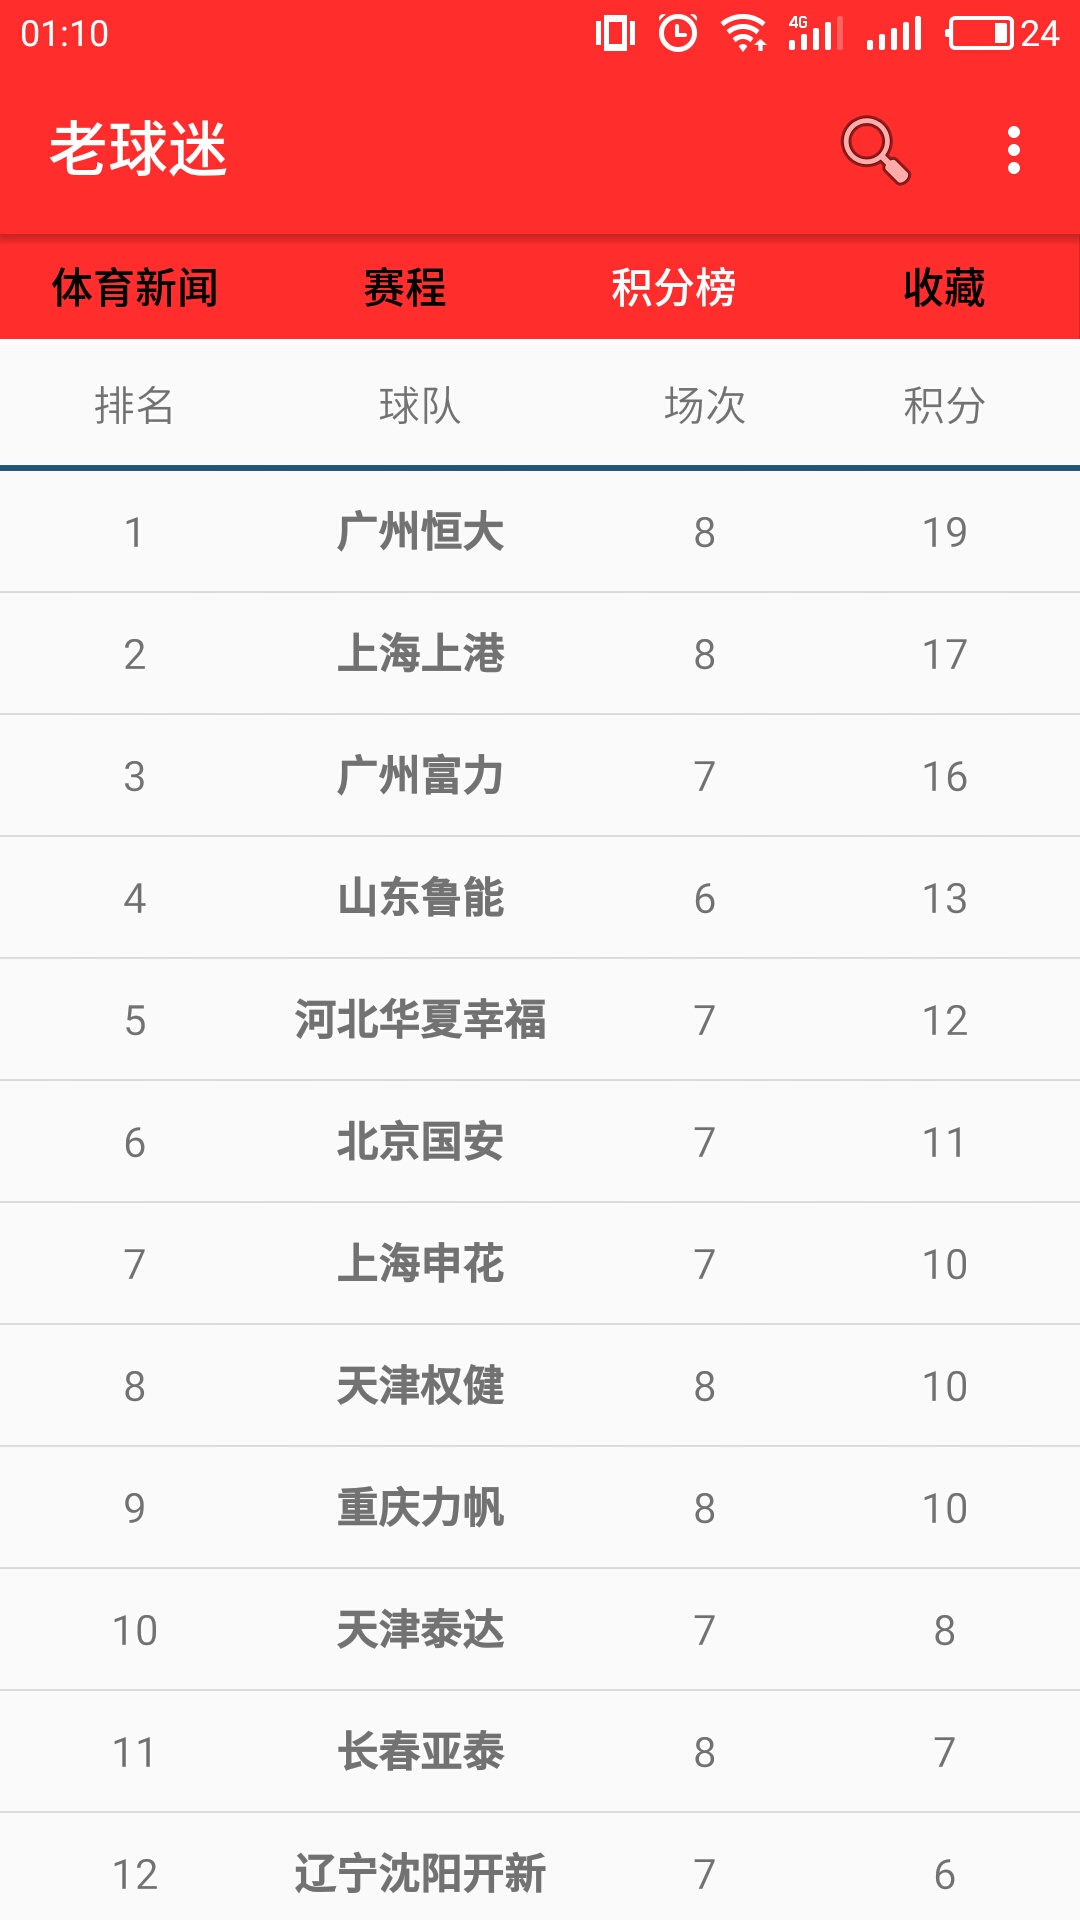 01:10 4G 24
老球迷
体育新闻 赛程 积分榜 收藏
排名 球队 场次 积分
1 广州恒大 8 19
2 上海上港 8 17
3 广州富力 7 16
4 山东鲁能 6 13
5 河北华夏幸福 7 12
6 北京国安 7 11
7 上海申花 7 10
8 天津权健 8 10
9 重庆力帆 8 10
10 天津泰达 7 8
11 长春亚泰 8 7
12 辽宁沈阳开新 7 6